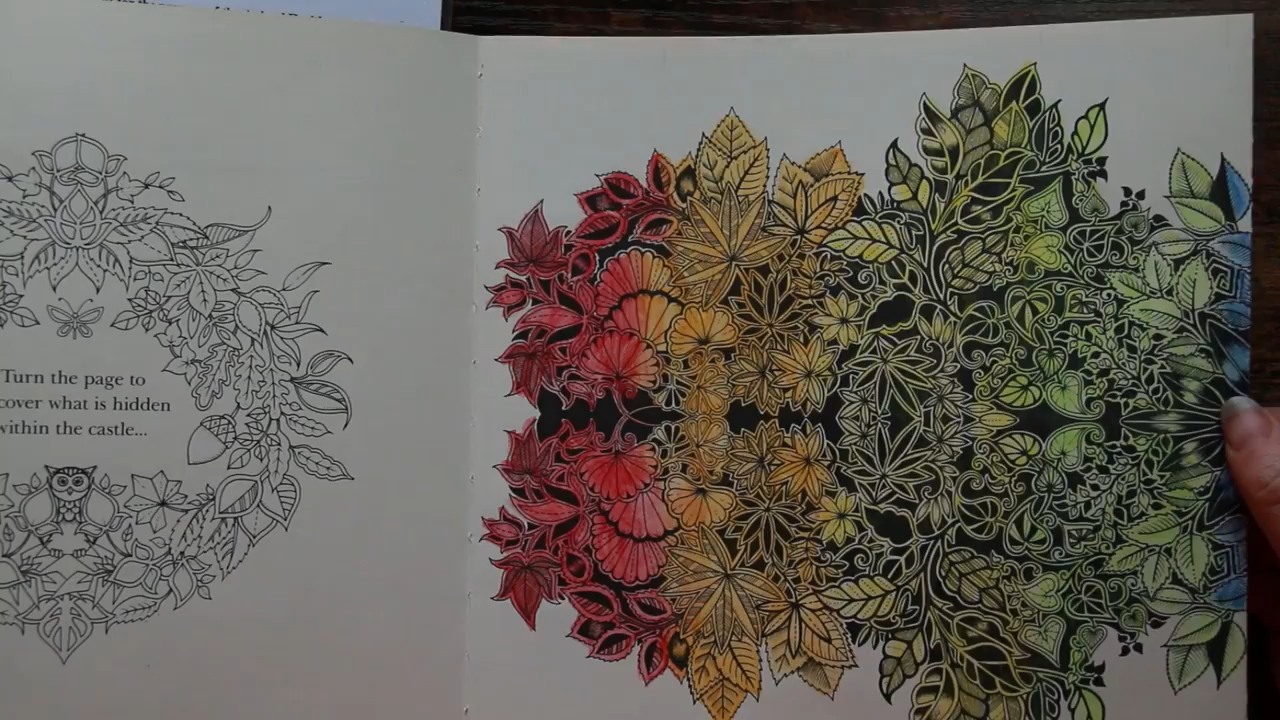 Turn the page to
cover what is hidden
within the castle...